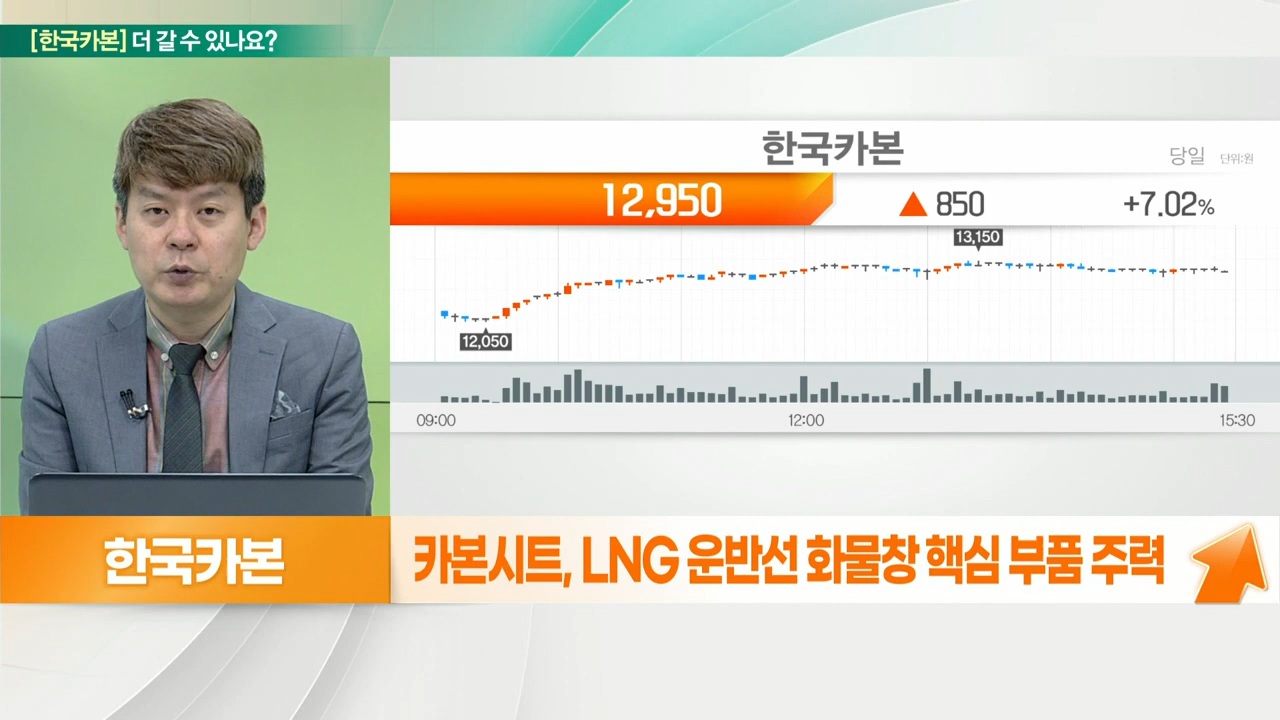 [한국카본] 더 갈 수 있나요?
한국카본
당일 단위:원
12,950 ▲ 850 +7.02%
13,150
12,050
09:00 12:00 15:30
한국카본
카본시트, LNG 운반선 화물창 핵심 부품 주력